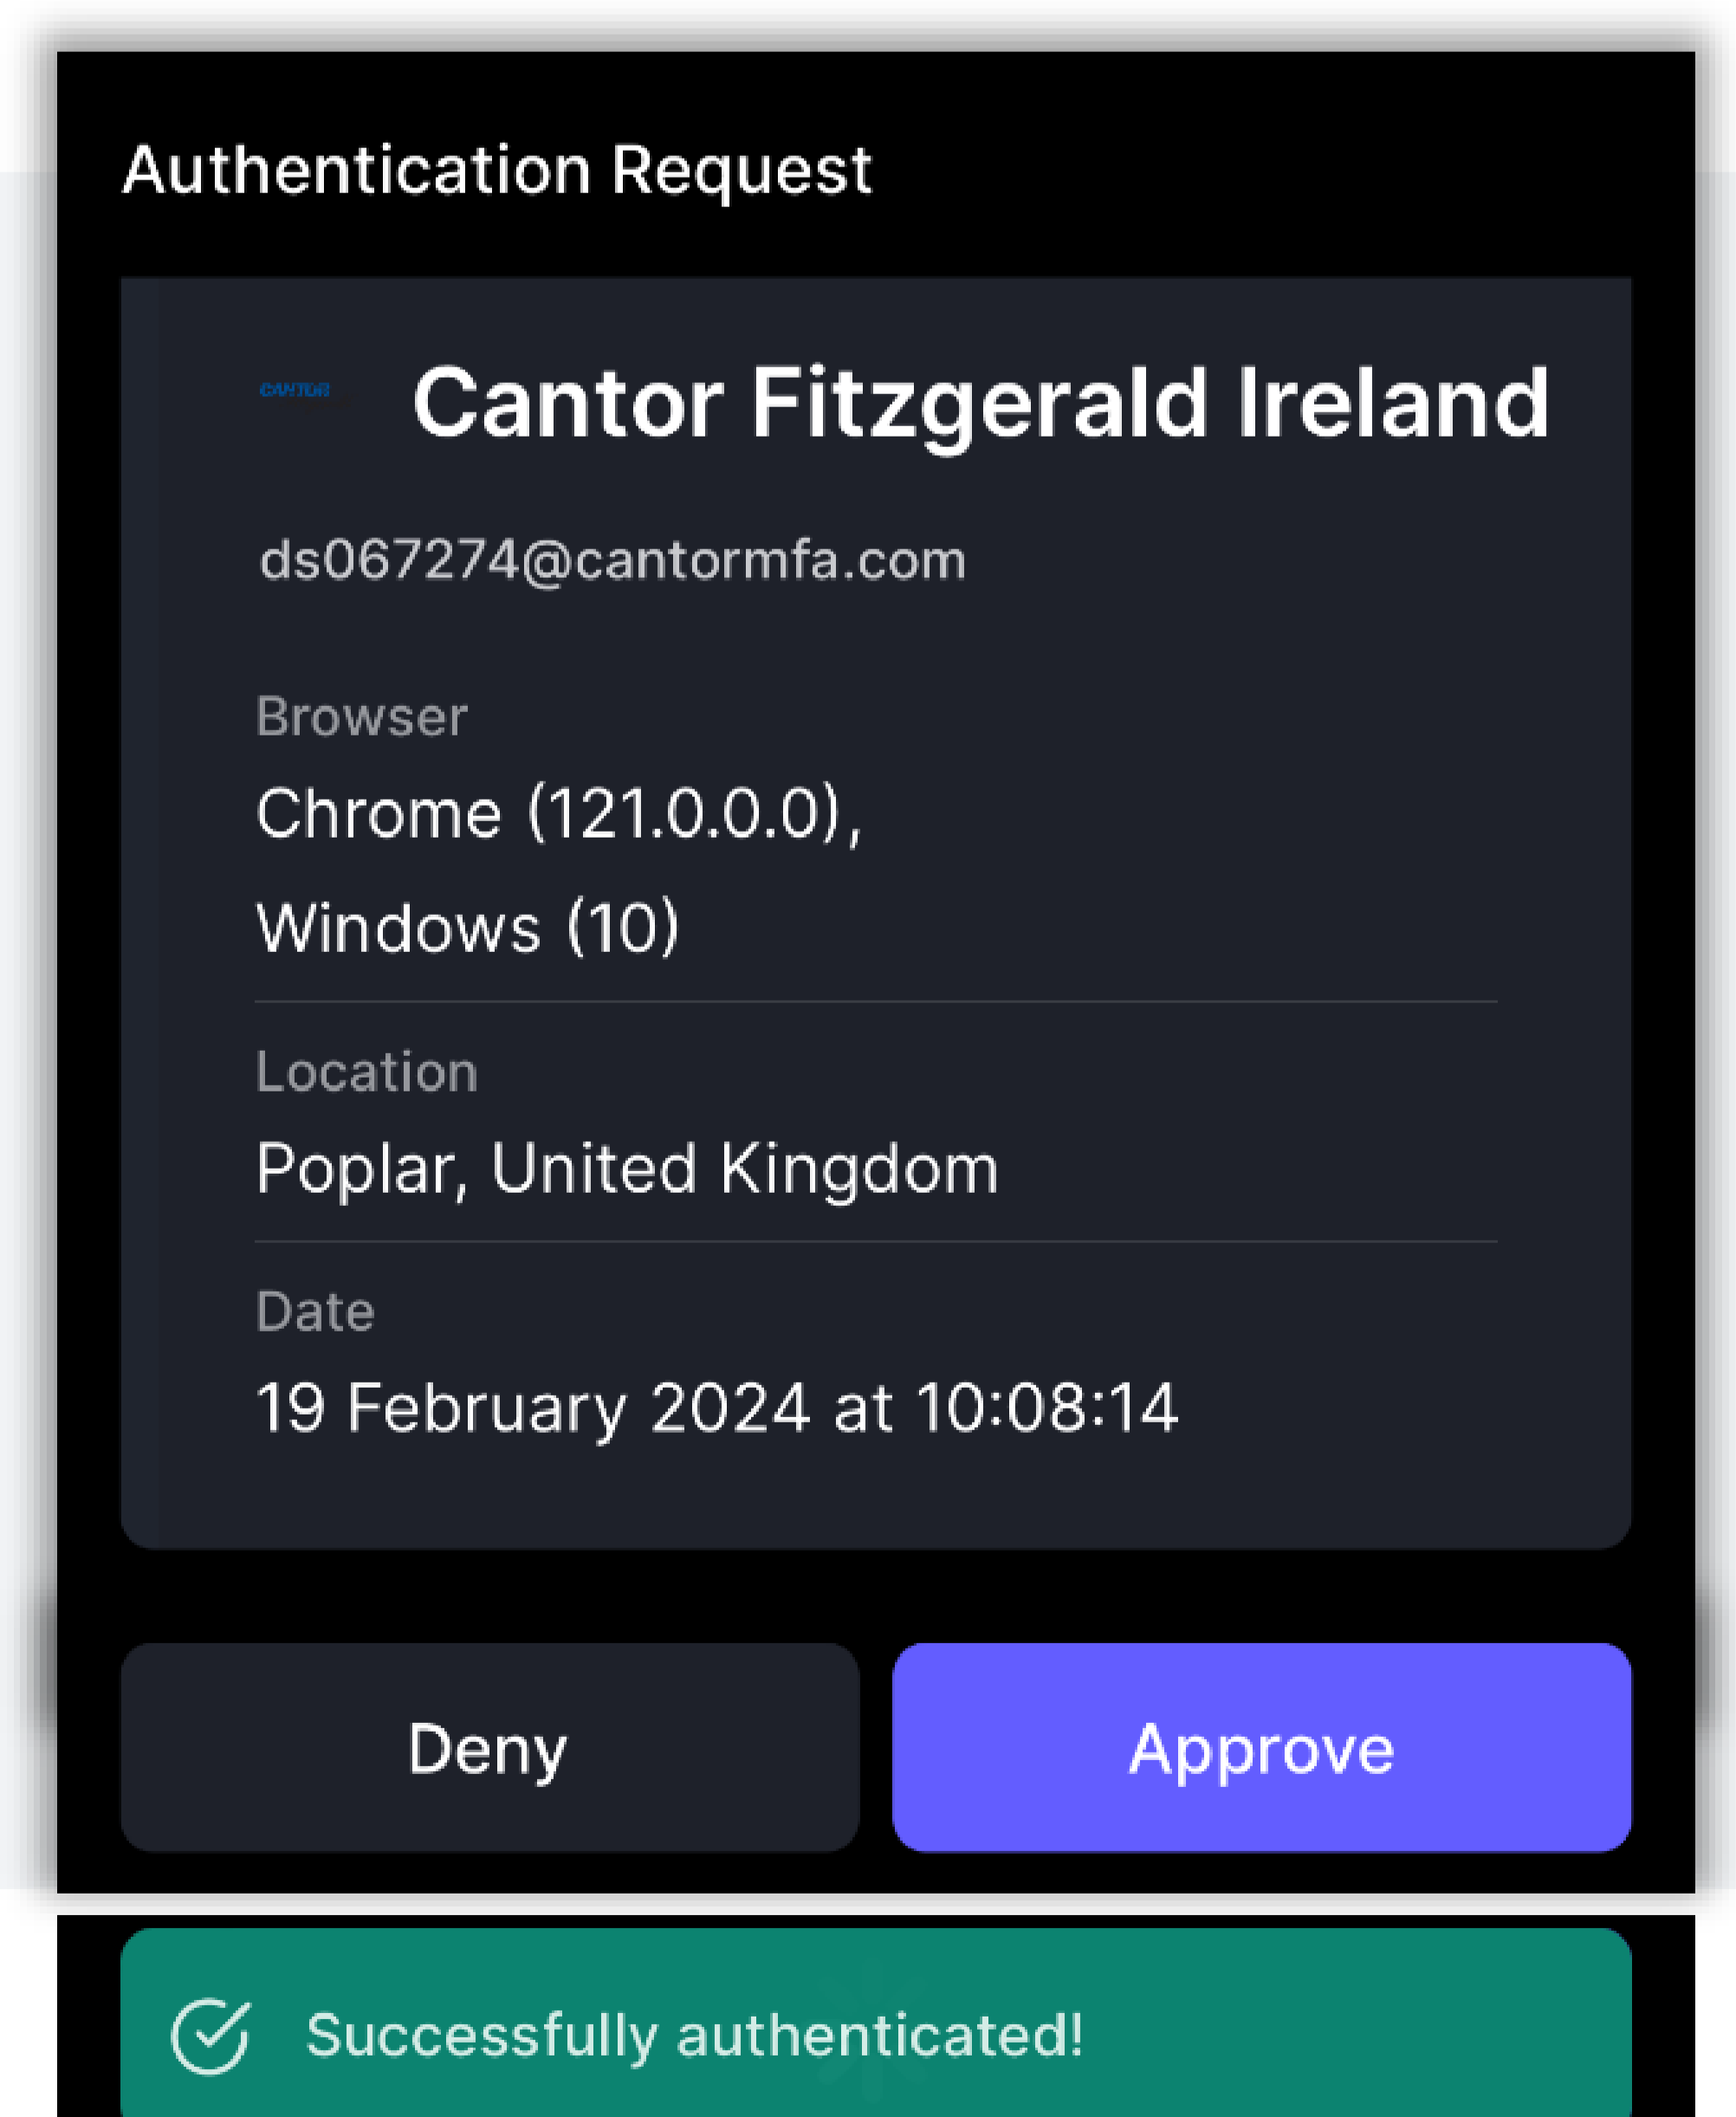 Authentication Request
CANTOR
Cantor Fitzgerald Ireland
ds067274@cantormfa.com
Browser
Chrome (121.0.0.0),
Windows (10)
Location
Poplar, United Kingdom
Date
19 February 2024 at 10:08:14
Deny
Approve
Successfully authenticated!